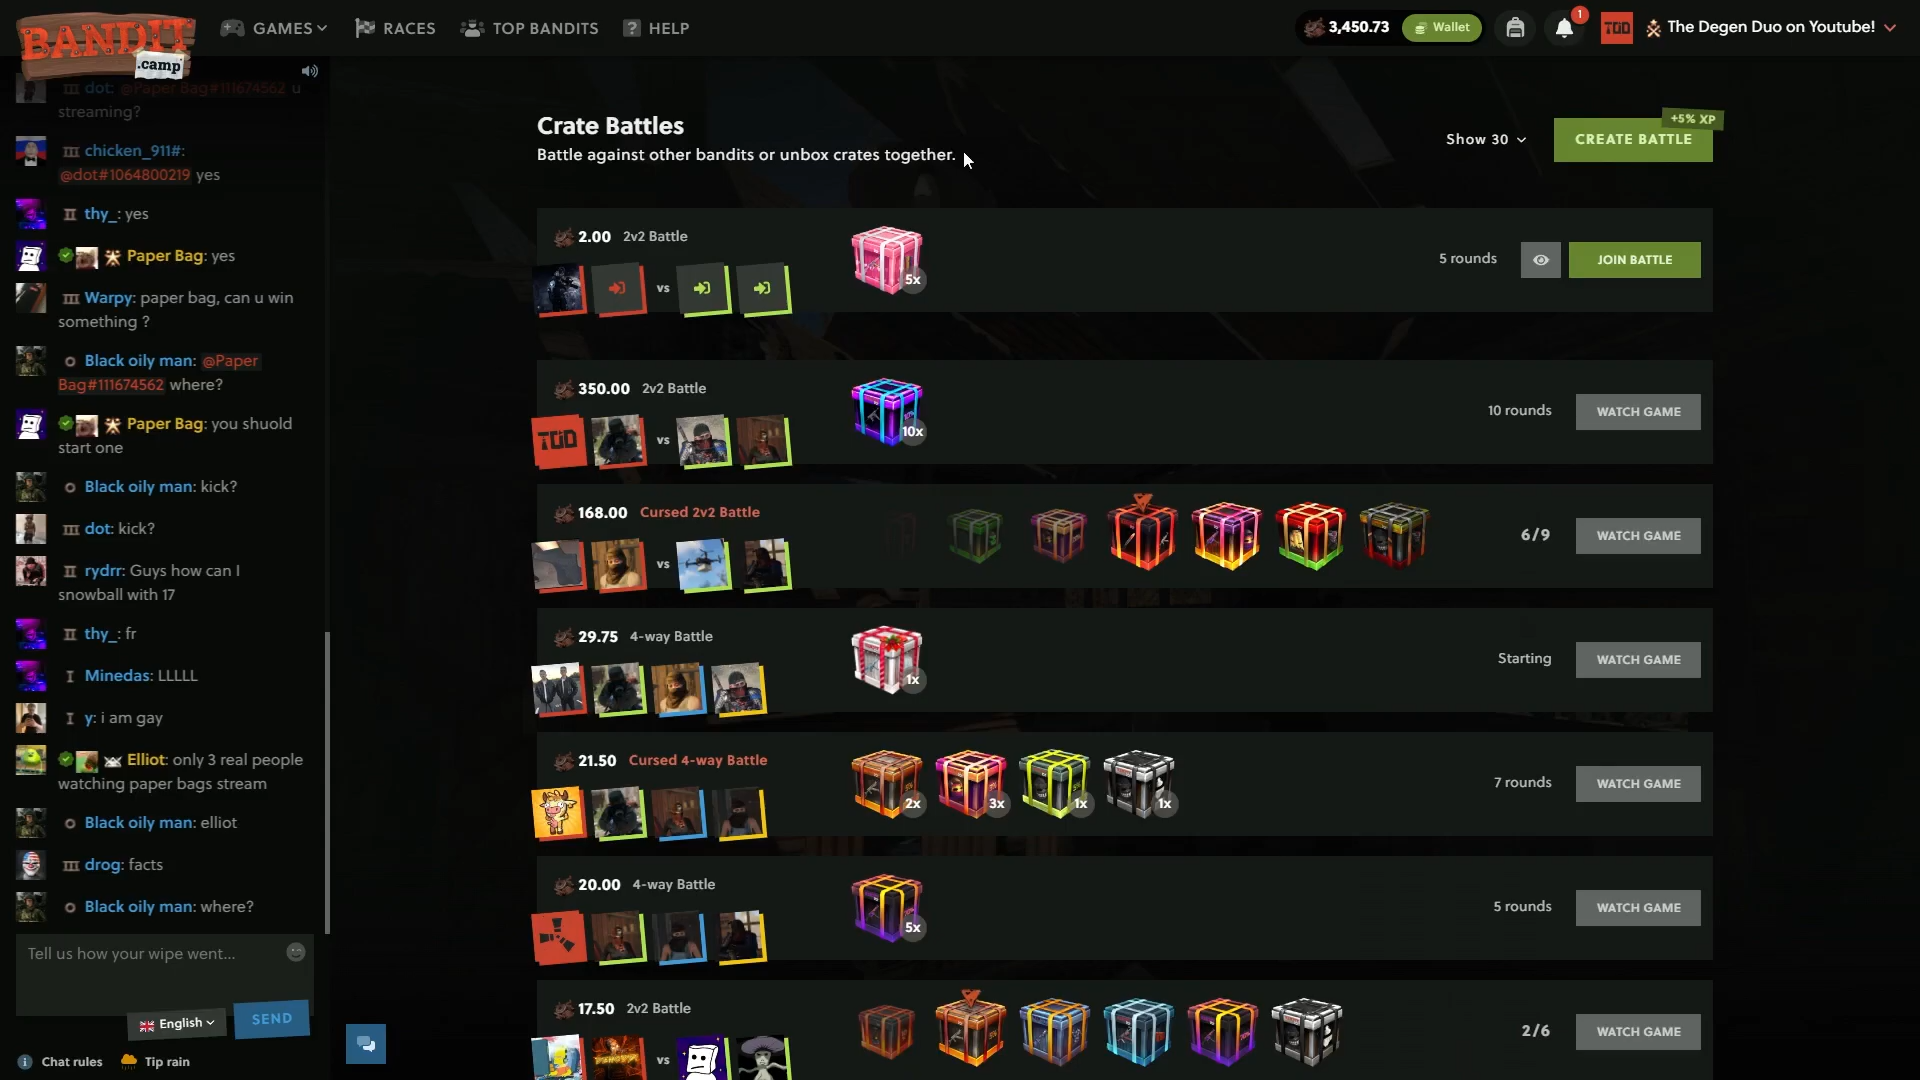 BANDIT
.camp
GAMES
RACES
TOP BANDITS
HELP
3,450.73
Wallet
1
TGD
The Degen Duo on Youtube!
dot: @Paper Bag#111674562 u
streaming?
chicken_911#:
@dot#1064800219 yes
thy_: yes
Paper Bag: yes
Warpy: paper bag, can u win
something ?
Black oily man: @Paper
Bag#111674562 where?
Paper Bag: you shuold
start one
Black oily man: kick?
dot: kick?
rydrr: Guys how can I
snowball with 17
thy_: fr
Minedas: LLLLL
y: i am gay
Elliot: only 3 real people
watching paper bags stream
Black oily man: elliot
drog: facts
Black oily man: where?
Tell us how your wipe went...
English
SEND
Chat rules
Tip rain
Crate Battles
Battle against other bandits or unbox crates together.
Show 30
+5% XP
CREATE BATTLE
2.00 2v2 Battle
vs
5x
5 rounds
JOIN BATTLE
350.00 2v2 Battle
TGD
vs
10x
10 rounds
WATCH GAME
168.00 Cursed 2v2 Battle
vs
6/9
WATCH GAME
29.75 4-way Battle
1x
Starting
WATCH GAME
21.50 Cursed 4-way Battle
2x
3x
1x
1x
7 rounds
WATCH GAME
20.00 4-way Battle
5x
5 rounds
WATCH GAME
17.50 2v2 Battle
vs
2/6
WATCH GAME